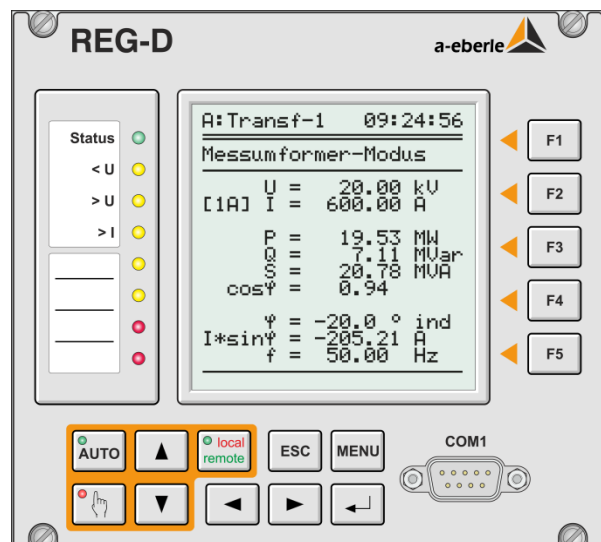 REG-D
a-eberle
Status
< U
> U
> I
A:Transf-1 09:24:56
Messumformer-Modus
U = 20.00 kV
[1A] I = 600.00 A
P = 19.53 MW
Q = 7.11 MVar
S = 20.78 MVA
cosφ = 0.94
φ = -20.0 ° ind
I*sinφ = -205.21 A
f = 50.00 Hz
F1
F2
F3
F4
F5
AUTO
local
remote
ESC
MENU
COM1